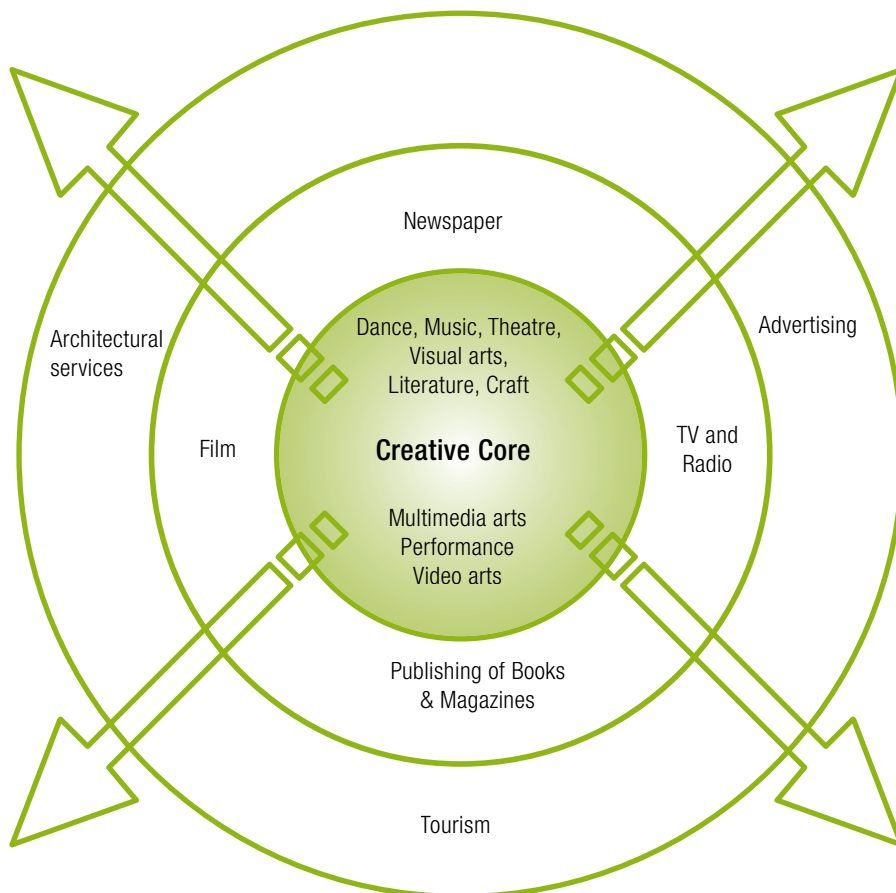 Newspaper
Dance, Music, Theatre,
Visual arts,
Literature, Craft
Architectural
services
Advertising
Film
Creative Core
TV and
Radio
Multimedia arts
Performance
Video arts
Publishing of Books
& Magazines
Tourism